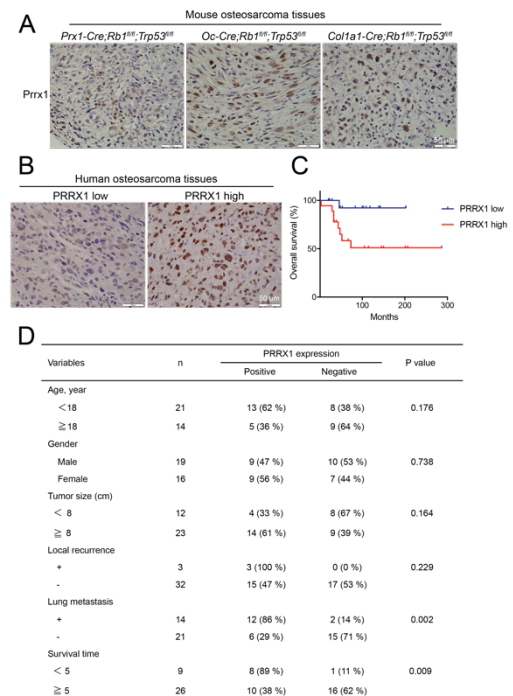 A
Mouse osteosarcoma tissues
Prx1-Cre;Rb1fl/fl;Trp53fl/fl Oc-Cre;Rb1fl/fl;Trp53fl/fl Col1a1-Cre;Rb1fl/fl;Trp53fl/fl
Prrx1
50 µm
B
Human osteosarcoma tissues
PRRX1 low PRRX1 high
50 µm
C
Overall survival (%)
100
50
0
100 200 300
Months
PRRX1 low
PRRX1 high
D
Variables n PRRX1 expression P value
Positive Negative
Age, year
<18 21 13 (62 %) 8 (38 %) 0.176
≧18 14 5 (36 %) 9 (64 %)
Gender
Male 19 9 (47 %) 10 (53 %) 0.738
Female 16 9 (56 %) 7 (44 %)
Tumor size (cm)
< 8 12 4 (33 %) 8 (67 %) 0.164
≧ 8 23 14 (61 %) 9 (39 %)
Local recurrence
+ 3 3 (100 %) 0 (0 %) 0.229
- 32 15 (47 %) 17 (53 %)
Lung metastasis
+ 14 12 (86 %) 2 (14 %) 0.002
- 21 6 (29 %) 15 (71 %)
Survival time
< 5 9 8 (89 %) 1 (11 %) 0.009
≧ 5 26 10 (38 %) 16 (62 %)